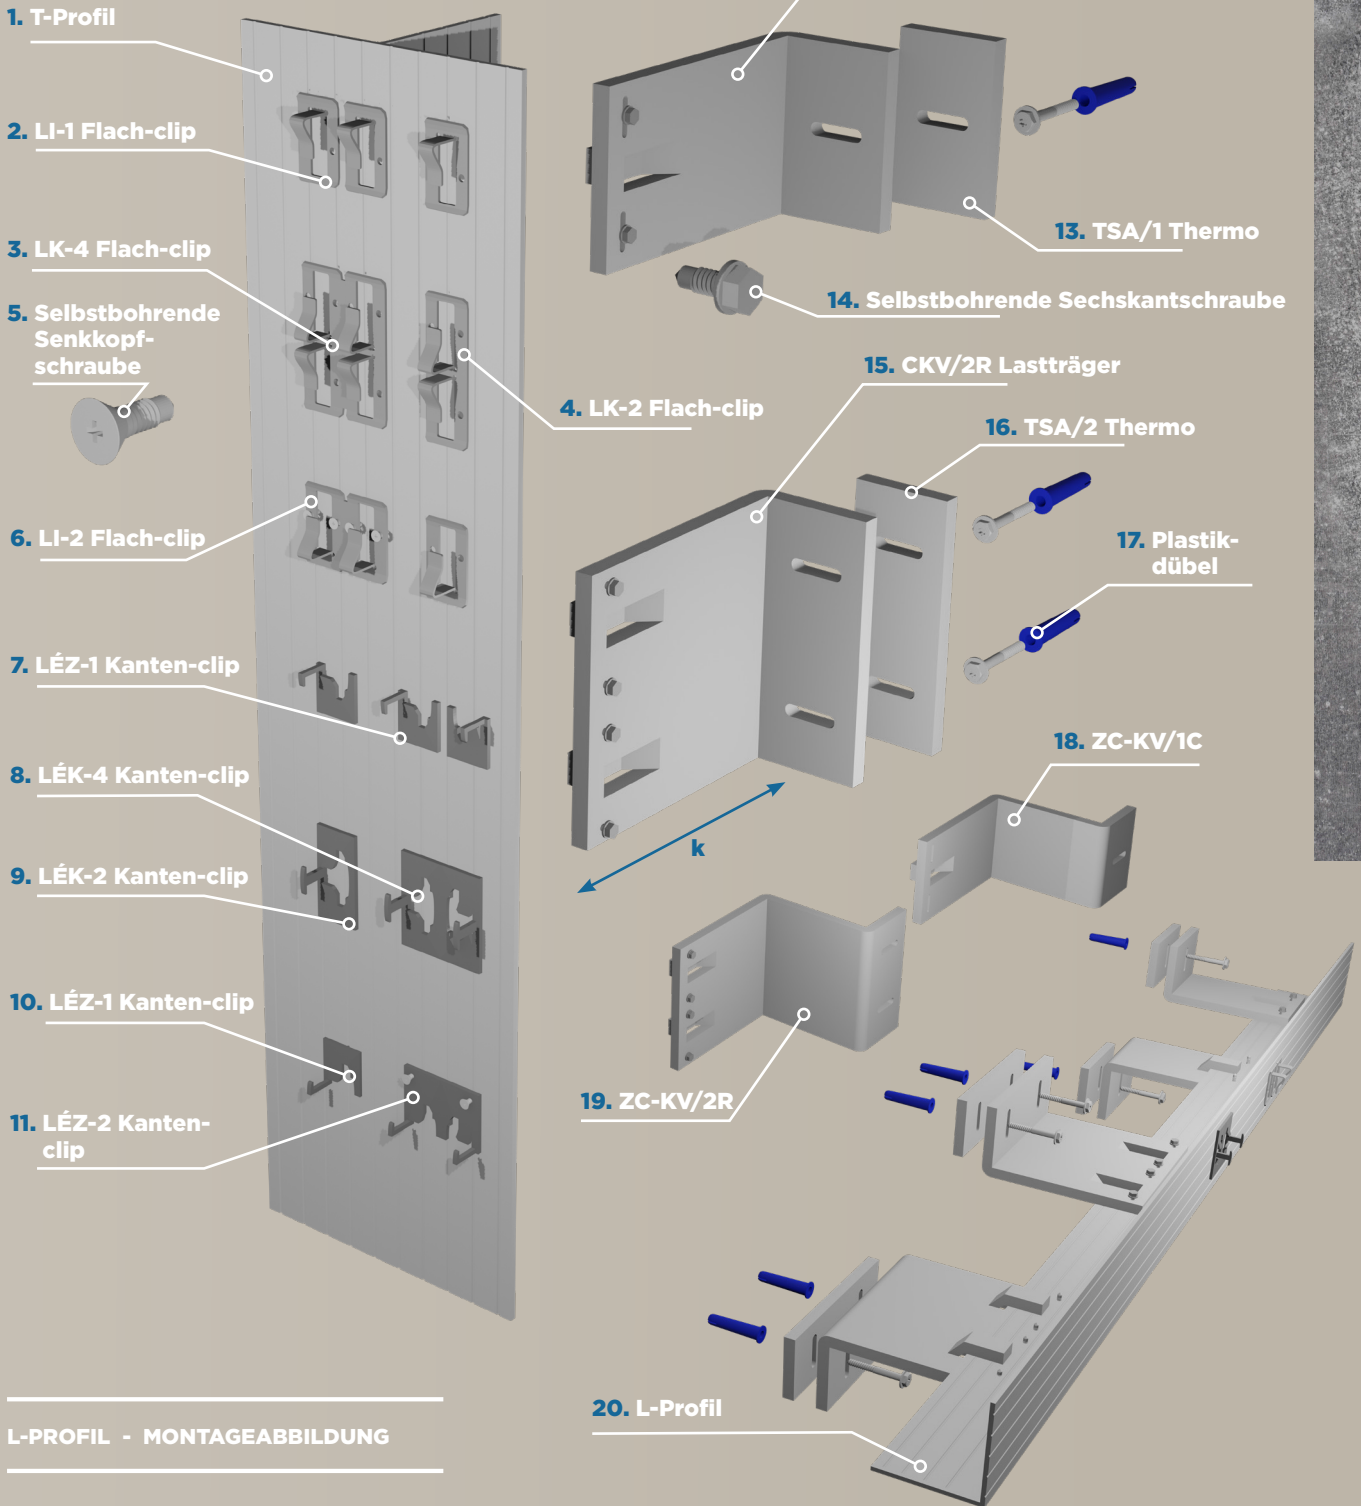 1. T-Profil
2. LI-1 Flach-clip
3. LK-4 Flach-clip
5. Selbstbohrende
Senkkopf-
schraube
4. LK-2 Flach-clip
6. LI-2 Flach-clip
7. LÉZ-1 Kanten-clip
8. LÉK-4 Kanten-clip
9. LÉK-2 Kanten-clip
10. LÉZ-1 Kanten-clip
11. LÉZ-2 Kanten-
clip
13. TSA/1 Thermo
14. Selbstbohrende Sechskantschraube
15. CKV/2R Lastträger
16. TSA/2 Thermo
17. Plastik-
dübel
18. ZC-KV/1C
k
19. ZC-KV/2R
20. L-Profil
L-PROFIL - MONTAGEABBILDUNG